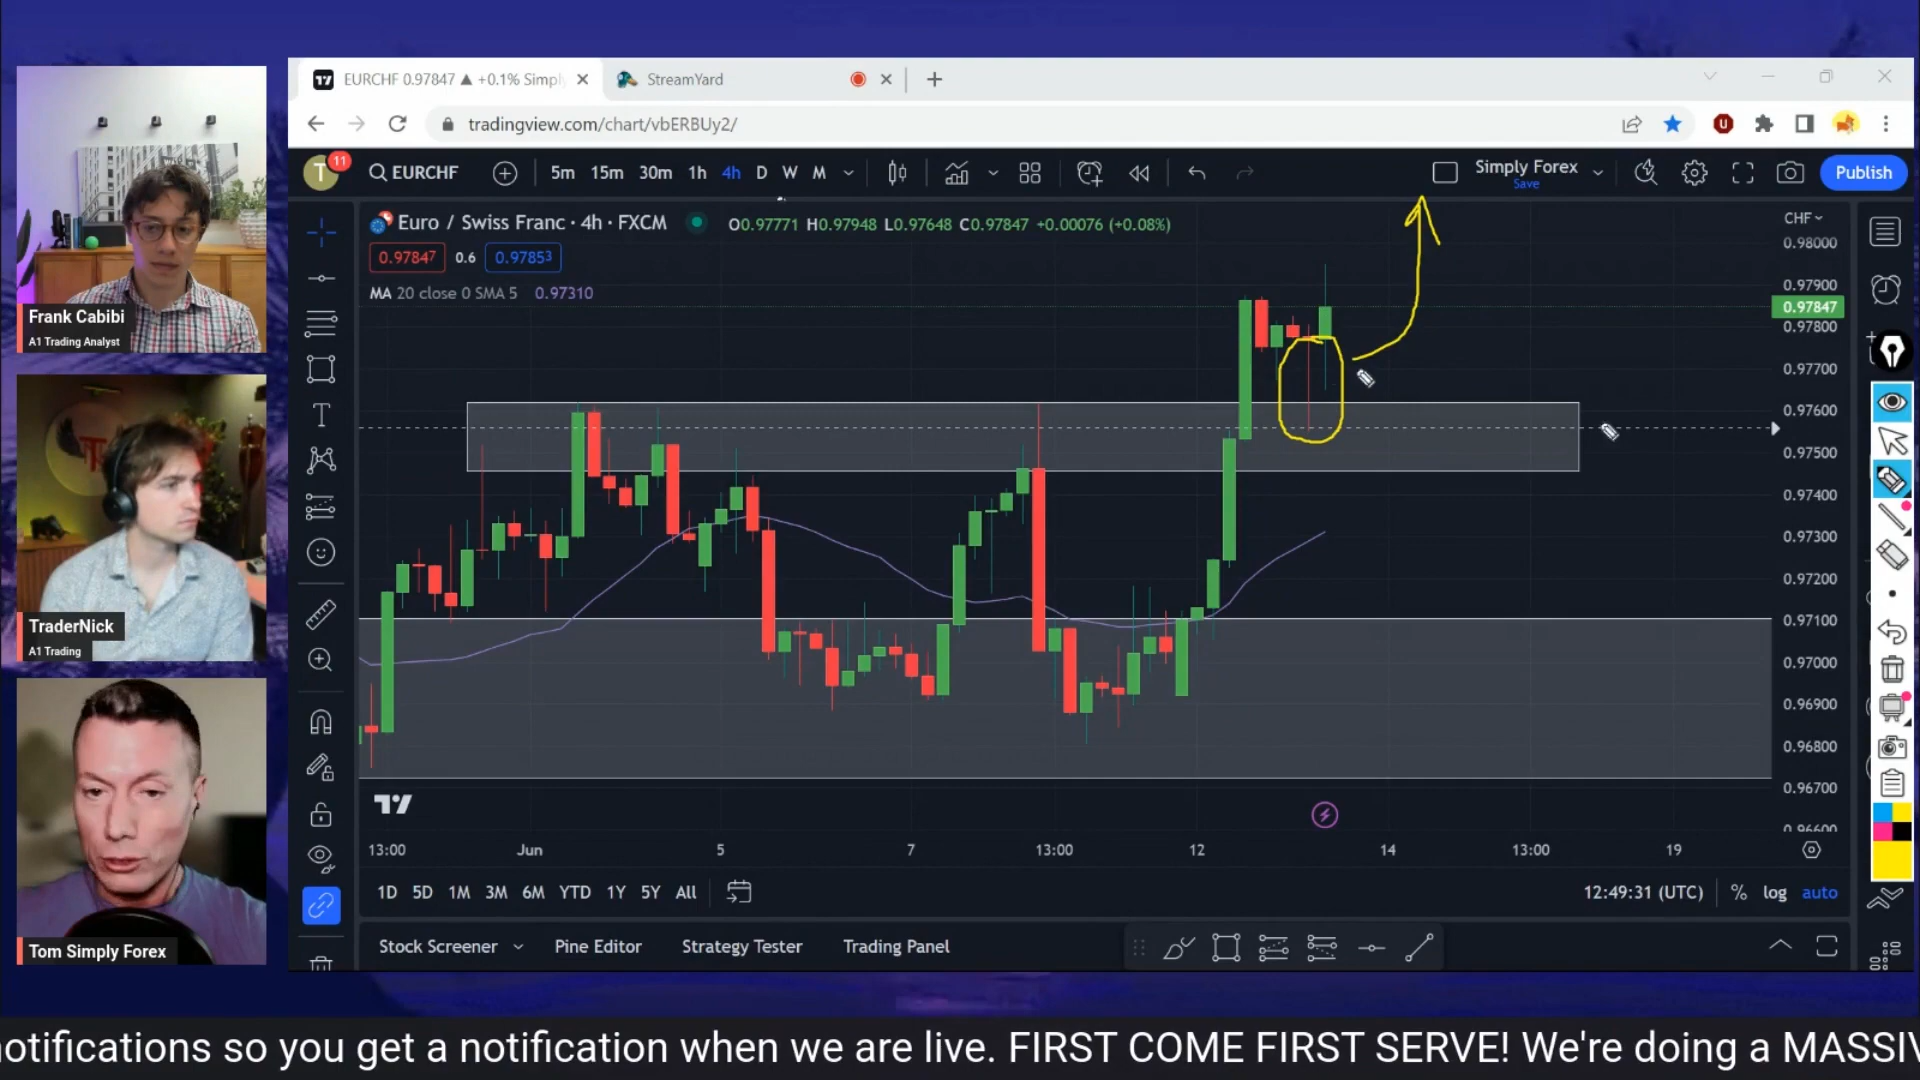 EURCHF 0.97847 ▲ +0.1% Simply
StreamYard
tradingview.com/chart/vbERBUy2/
T 11
EURCHF
5m 15m 30m 1h 4h D W M
Simply Forex
Save
Publish
Euro / Swiss Franc · 4h · FXCM
O0.97771 H0.97948 L0.97648 C0.97847 +0.00076 (+0.08%)
0.97847 0.6 0.97853
MA 20 close 0 SMA 5 0.97310
CHF
0.98000
0.97900
0.97847
0.97800
0.97700
0.97600
0.97500
0.97400
0.97300
0.97200
0.97100
0.97000
0.96900
0.96800
0.96700
0.96600
13:00 Jun 5 7 13:00 12 14 13:00 19
1D 5D 1M 3M 6M YTD 1Y 5Y All
12:49:31 (UTC) % log auto
Stock Screener Pine Editor Strategy Tester Trading Panel
Frank Cabibi
A1 Trading Analyst
TraderNick
A1 Trading
Tom Simply Forex
notifications so you get a notification when we are live. FIRST COME FIRST SERVE! We're doing a MASSIV